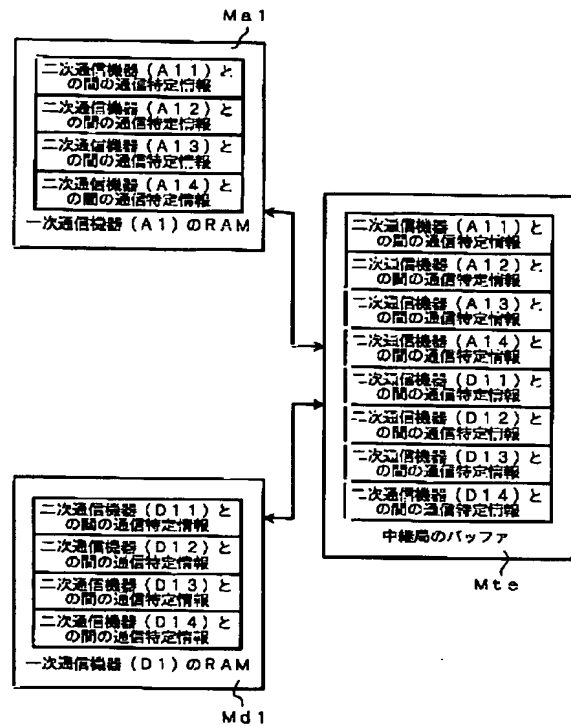 Ma1
二次通信機器(A11)と
の間の通信特定情報
二次通信機器(A12)と
の間の通信特定情報
二次通信機器(A13)と
の間の通信特定情報
二次通信機器(A14)と
の間の通信特定情報
一次通信機器(A1)のRAM
二次通信機器(A11)と
の間の通信特定情報
二次通信機器(A12)と
の間の通信特定情報
二次通信機器(A13)と
の間の通信特定情報
二次通信機器(A14)と
の間の通信特定情報
二次通信機器(D11)と
の間の通信特定情報
二次通信機器(D12)と
の間の通信特定情報
二次通信機器(D13)と
の間の通信特定情報
二次通信機器(D14)と
の間の通信特定情報
中継局のバッファ
Mte
二次通信機器(D11)と
の間の通信特定情報
二次通信機器(D12)と
の間の通信特定情報
二次通信機器(D13)と
の間の通信特定情報
二次通信機器(D14)と
の間の通信特定情報
一次通信機器(D1)のRAM
Md1